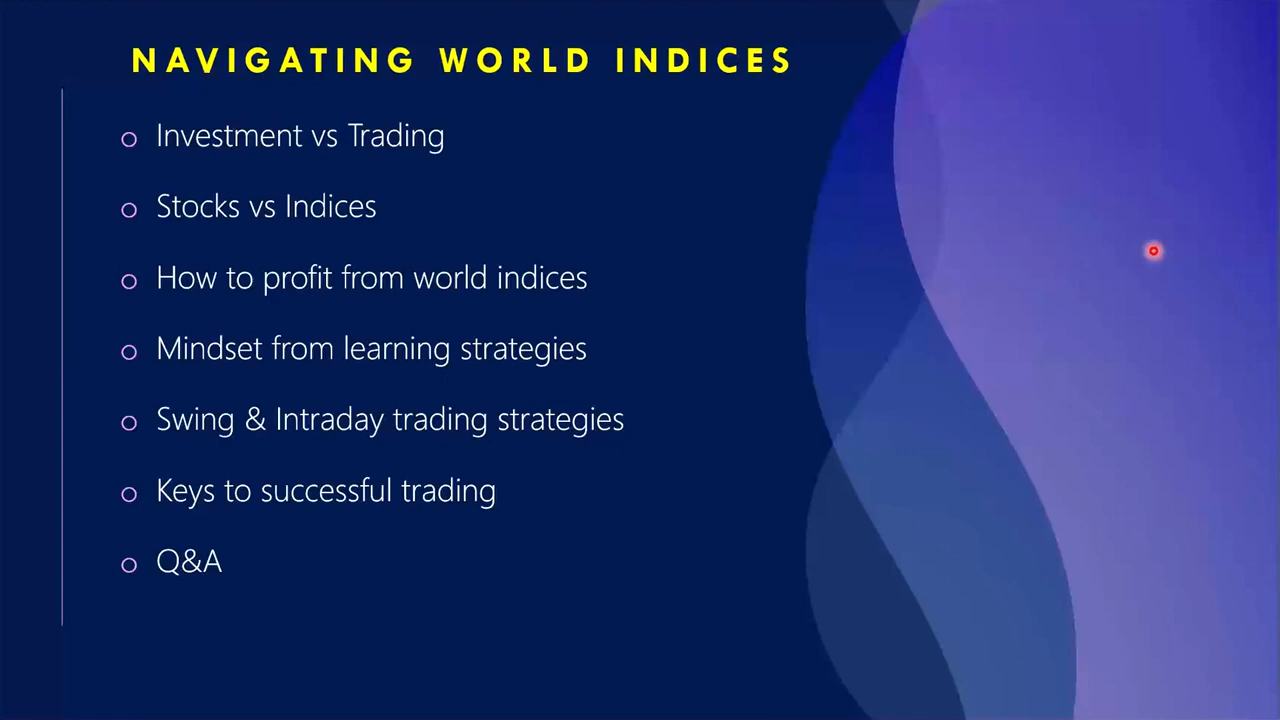 NAVIGATING WORLD INDICES
Investment vs Trading
Stocks vs Indices
How to profit from world indices
Mindset from learning strategies
Swing & Intraday trading strategies
Keys to successful trading
Q&A